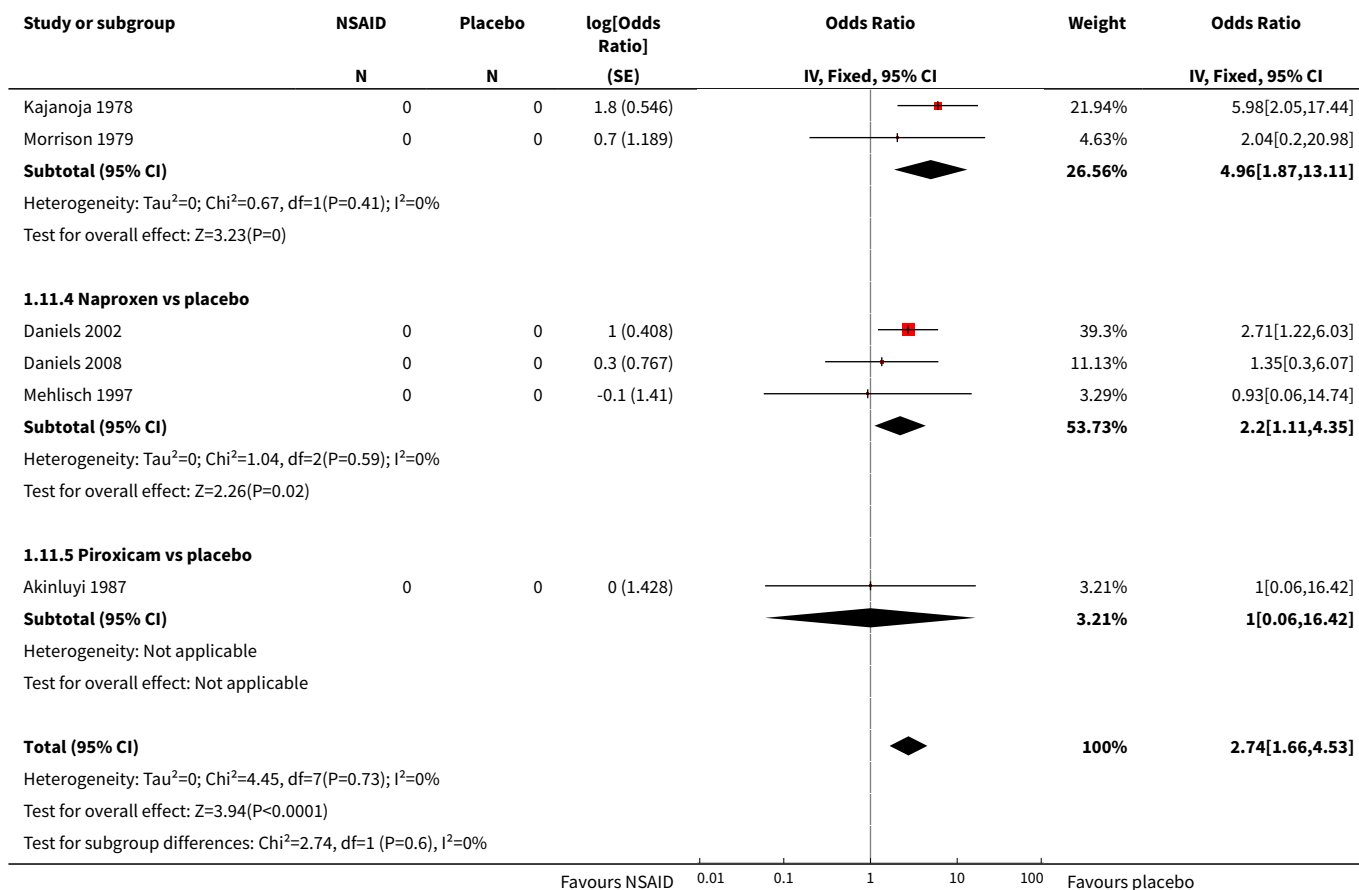 Study or subgroup NSAID Placebo log[Odds Ratio] Odds Ratio Weight Odds Ratio
N N (SE) IV, Fixed, 95% CI IV, Fixed, 95% CI
Kajanoja 1978 0 0 1.8 (0.546) 21.94% 5.98[2.05,17.44]
Morrison 1979 0 0 0.7 (1.189) 4.63% 2.04[0.2,20.98]
Subtotal (95% CI) 26.56% 4.96[1.87,13.11]
Heterogeneity: Tau²=0; Chi²=0.67, df=1(P=0.41); I²=0%
Test for overall effect: Z=3.23(P=0)
1.11.4 Naproxen vs placebo
Daniels 2002 0 0 1 (0.408) 39.3% 2.71[1.22,6.03]
Daniels 2008 0 0 0.3 (0.767) 11.13% 1.35[0.3,6.07]
Mehlisch 1997 0 0 -0.1 (1.41) 3.29% 0.93[0.06,14.74]
Subtotal (95% CI) 53.73% 2.2[1.11,4.35]
Heterogeneity: Tau²=0; Chi²=1.04, df=2(P=0.59); I²=0%
Test for overall effect: Z=2.26(P=0.02)
1.11.5 Piroxicam vs placebo
Akinluyi 1987 0 0 0 (1.428) 3.21% 1[0.06,16.42]
Subtotal (95% CI) 3.21% 1[0.06,16.42]
Heterogeneity: Not applicable
Test for overall effect: Not applicable
Total (95% CI) 100% 2.74[1.66,4.53]
Heterogeneity: Tau²=0; Chi²=4.45, df=7(P=0.73); I²=0%
Test for overall effect: Z=3.94(P<0.0001)
Test for subgroup differences: Chi²=2.74, df=1 (P=0.6), I²=0%
Favours NSAID 0.01 0.1 1 10 100 Favours placebo